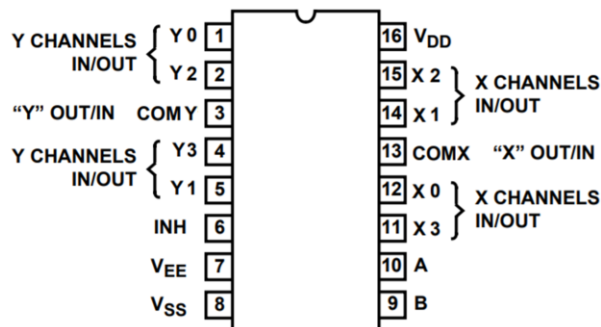 Y CHANNELS
IN/OUT
Y 0 1
Y 2 2
“Y” OUT/IN COM Y 3
Y CHANNELS
IN/OUT
Y3 4
Y 1 5
INH 6
VEE 7
VSS 8
16 VDD
15 X 2
14 X 1
X CHANNELS
IN/OUT
13 COMX “X” OUT/IN
12 X 0
11 X 3
X CHANNELS
IN/OUT
10 A
9 B